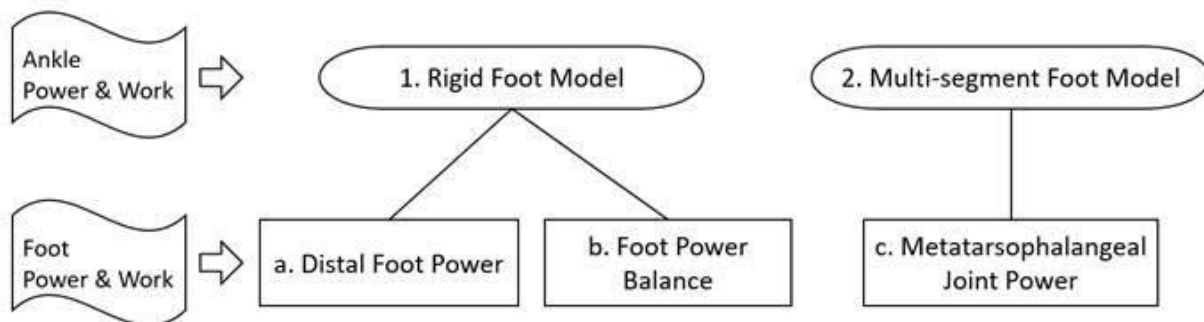 Ankle
Power & Work
1. Rigid Foot Model
2. Multi-segment Foot Model
Foot
Power & Work
a. Distal Foot Power
b. Foot Power
Balance
c. Metatarsophalangeal
Joint Power